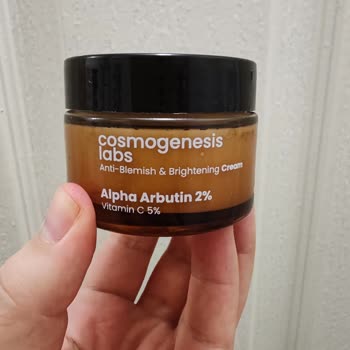 cosmogenesis
labs
Anti-Blemish & Brightening Cream
Alpha Arbutin 2%
Vitamin C 5%